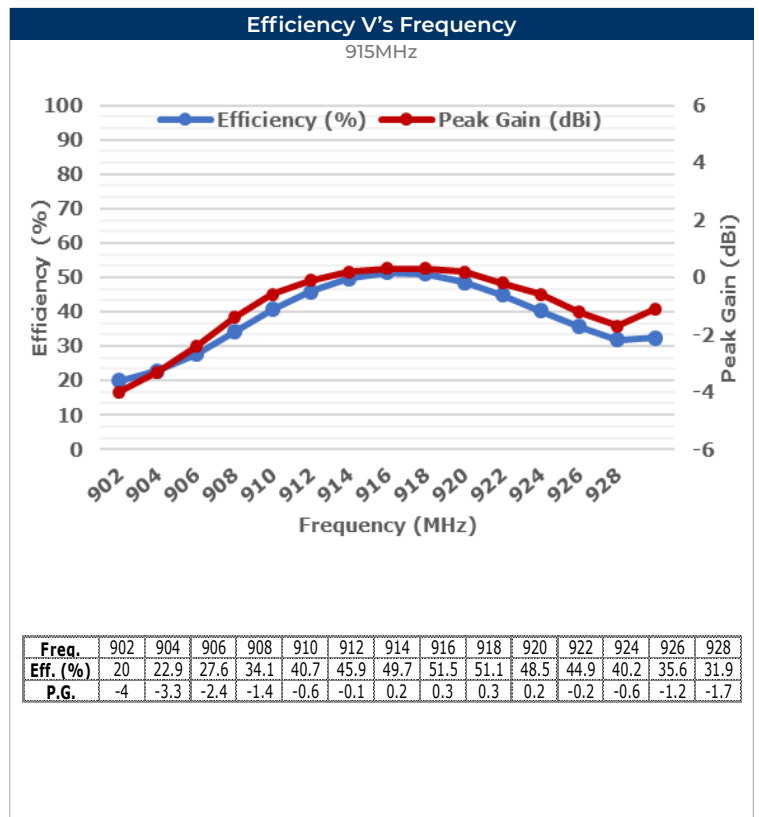 Efficiency V's Frequency
915MHz
Efficiency (%) Peak Gain (dBi)
100
90
80
70
60
50
40
30
20
10
0
Efficiency (%)
6
4
2
0
-2
-4
-6
Peak Gain (dBi)
902 904 906 908 910 912 914 916 918 920 922 924 926 928
Frequency (MHz)
Freq. 902 904 906 908 910 912 914 916 918 920 922 924 926 928
Eff. (%) 20 22.9 27.6 34.1 40.7 45.9 49.7 51.5 51.1 48.5 44.9 40.2 35.6 31.9
P.G. -4 -3.3 -2.4 -1.4 -0.6 -0.1 0.2 0.3 0.3 0.2 -0.2 -0.6 -1.2 -1.7